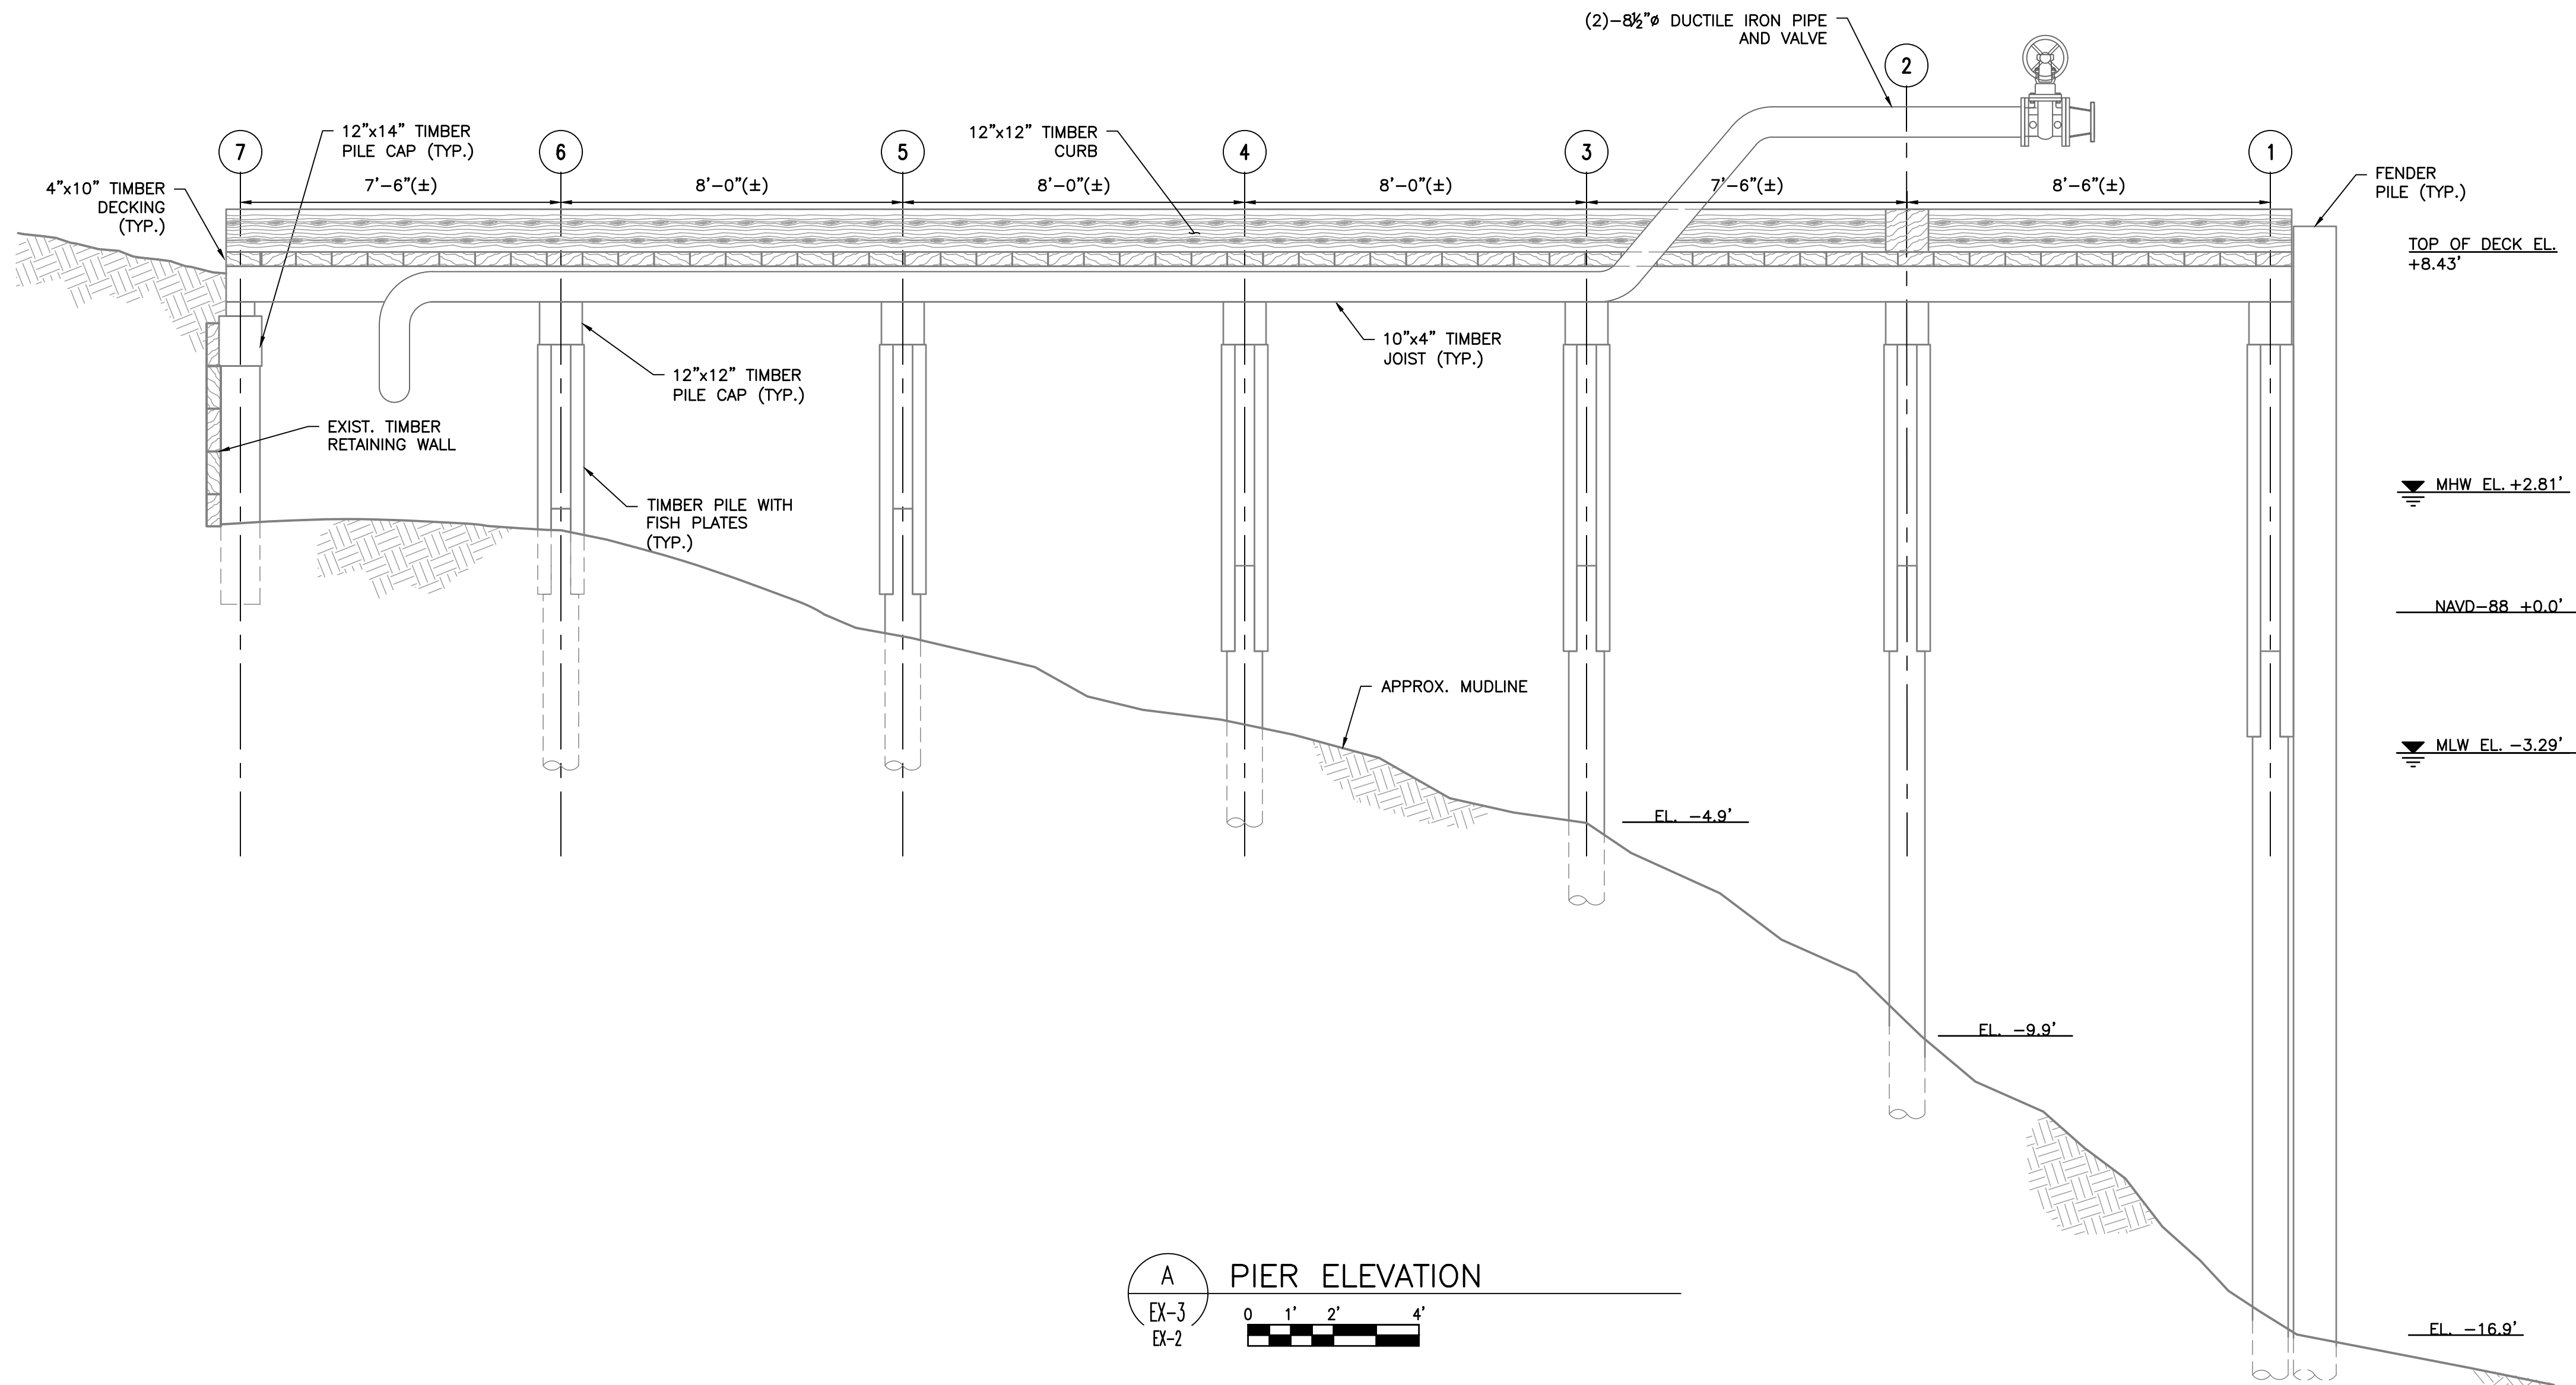 (2)-8½"ø DUCTILE IRON PIPE
AND VALVE
2
12"x14" TIMBER
PILE CAP (TYP.)
12"x12" TIMBER
CURB
7
6
5
4
3
1
4"x10" TIMBER
DECKING
(TYP.)
7'-6"(±)
8'-0"(±)
8'-0"(±)
8'-0"(±)
7'-6"(±)
8'-6"(±)
FENDER
PILE (TYP.)
TOP OF DECK EL.
+8.43'
10"x4" TIMBER
JOIST (TYP.)
12"x12" TIMBER
PILE CAP (TYP.)
EXIST. TIMBER
RETAINING WALL
TIMBER PILE WITH
FISH PLATES
(TYP.)
MHW EL. +2.81'
NAVD-88 +0.0'
APPROX. MUDLINE
MLW EL. -3.29'
EL. -4.9'
EL. -9.9'
EL. -16.9'
A
EX-3
EX-2
PIER ELEVATION
0 1' 2' 4'